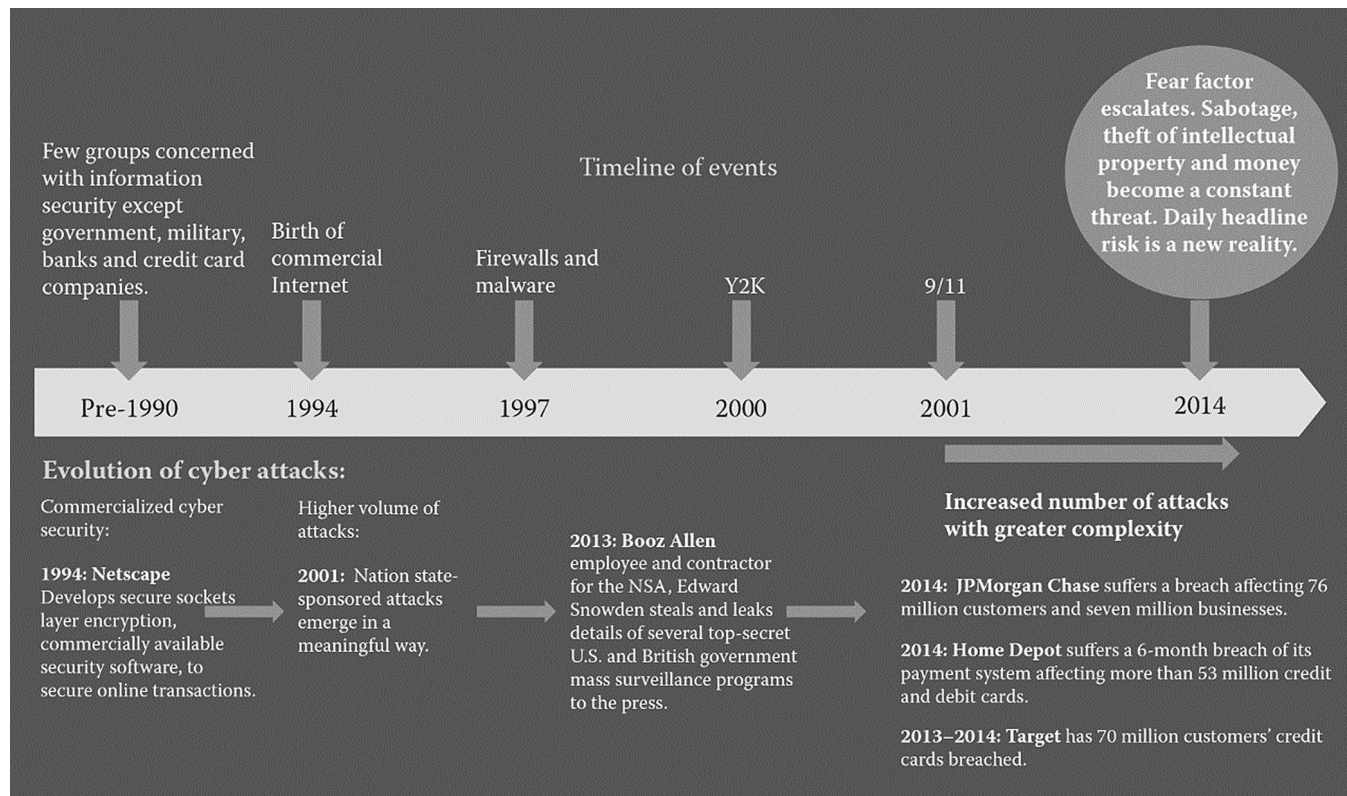 Few groups concerned
with information
security except
government, military,
banks and credit card
companies.
Birth of
commercial
Internet
Firewalls and
malware
Timeline of events
Y2K
9/11
Fear factor
escalates. Sabotage,
theft of intellectual
property and money
become a constant
threat. Daily headline
risk is a new reality.
Pre-1990
1994
1997
2000
2001
2014
Evolution of cyber attacks:
Commercialized cyber
security:
1994: Netscape
Develops secure sockets
layer encryption,
commercially available
security software, to
secure online transactions.
Higher volume of
attacks:
2001: Nation state-
sponsored attacks
emerge in a
meaningful way.
2013: Booz Allen
employee and contractor
for the NSA, Edward
Snowden steals and leaks
details of several top-secret
U.S. and British government
mass surveillance programs
to the press.
Increased number of attacks
with greater complexity
2014: JPMorgan Chase suffers a breach affecting 76
million customers and seven million businesses.
2014: Home Depot suffers a 6-month breach of its
payment system affecting more than 53 million credit
and debit cards.
2013–2014: Target has 70 million customers' credit
cards breached.